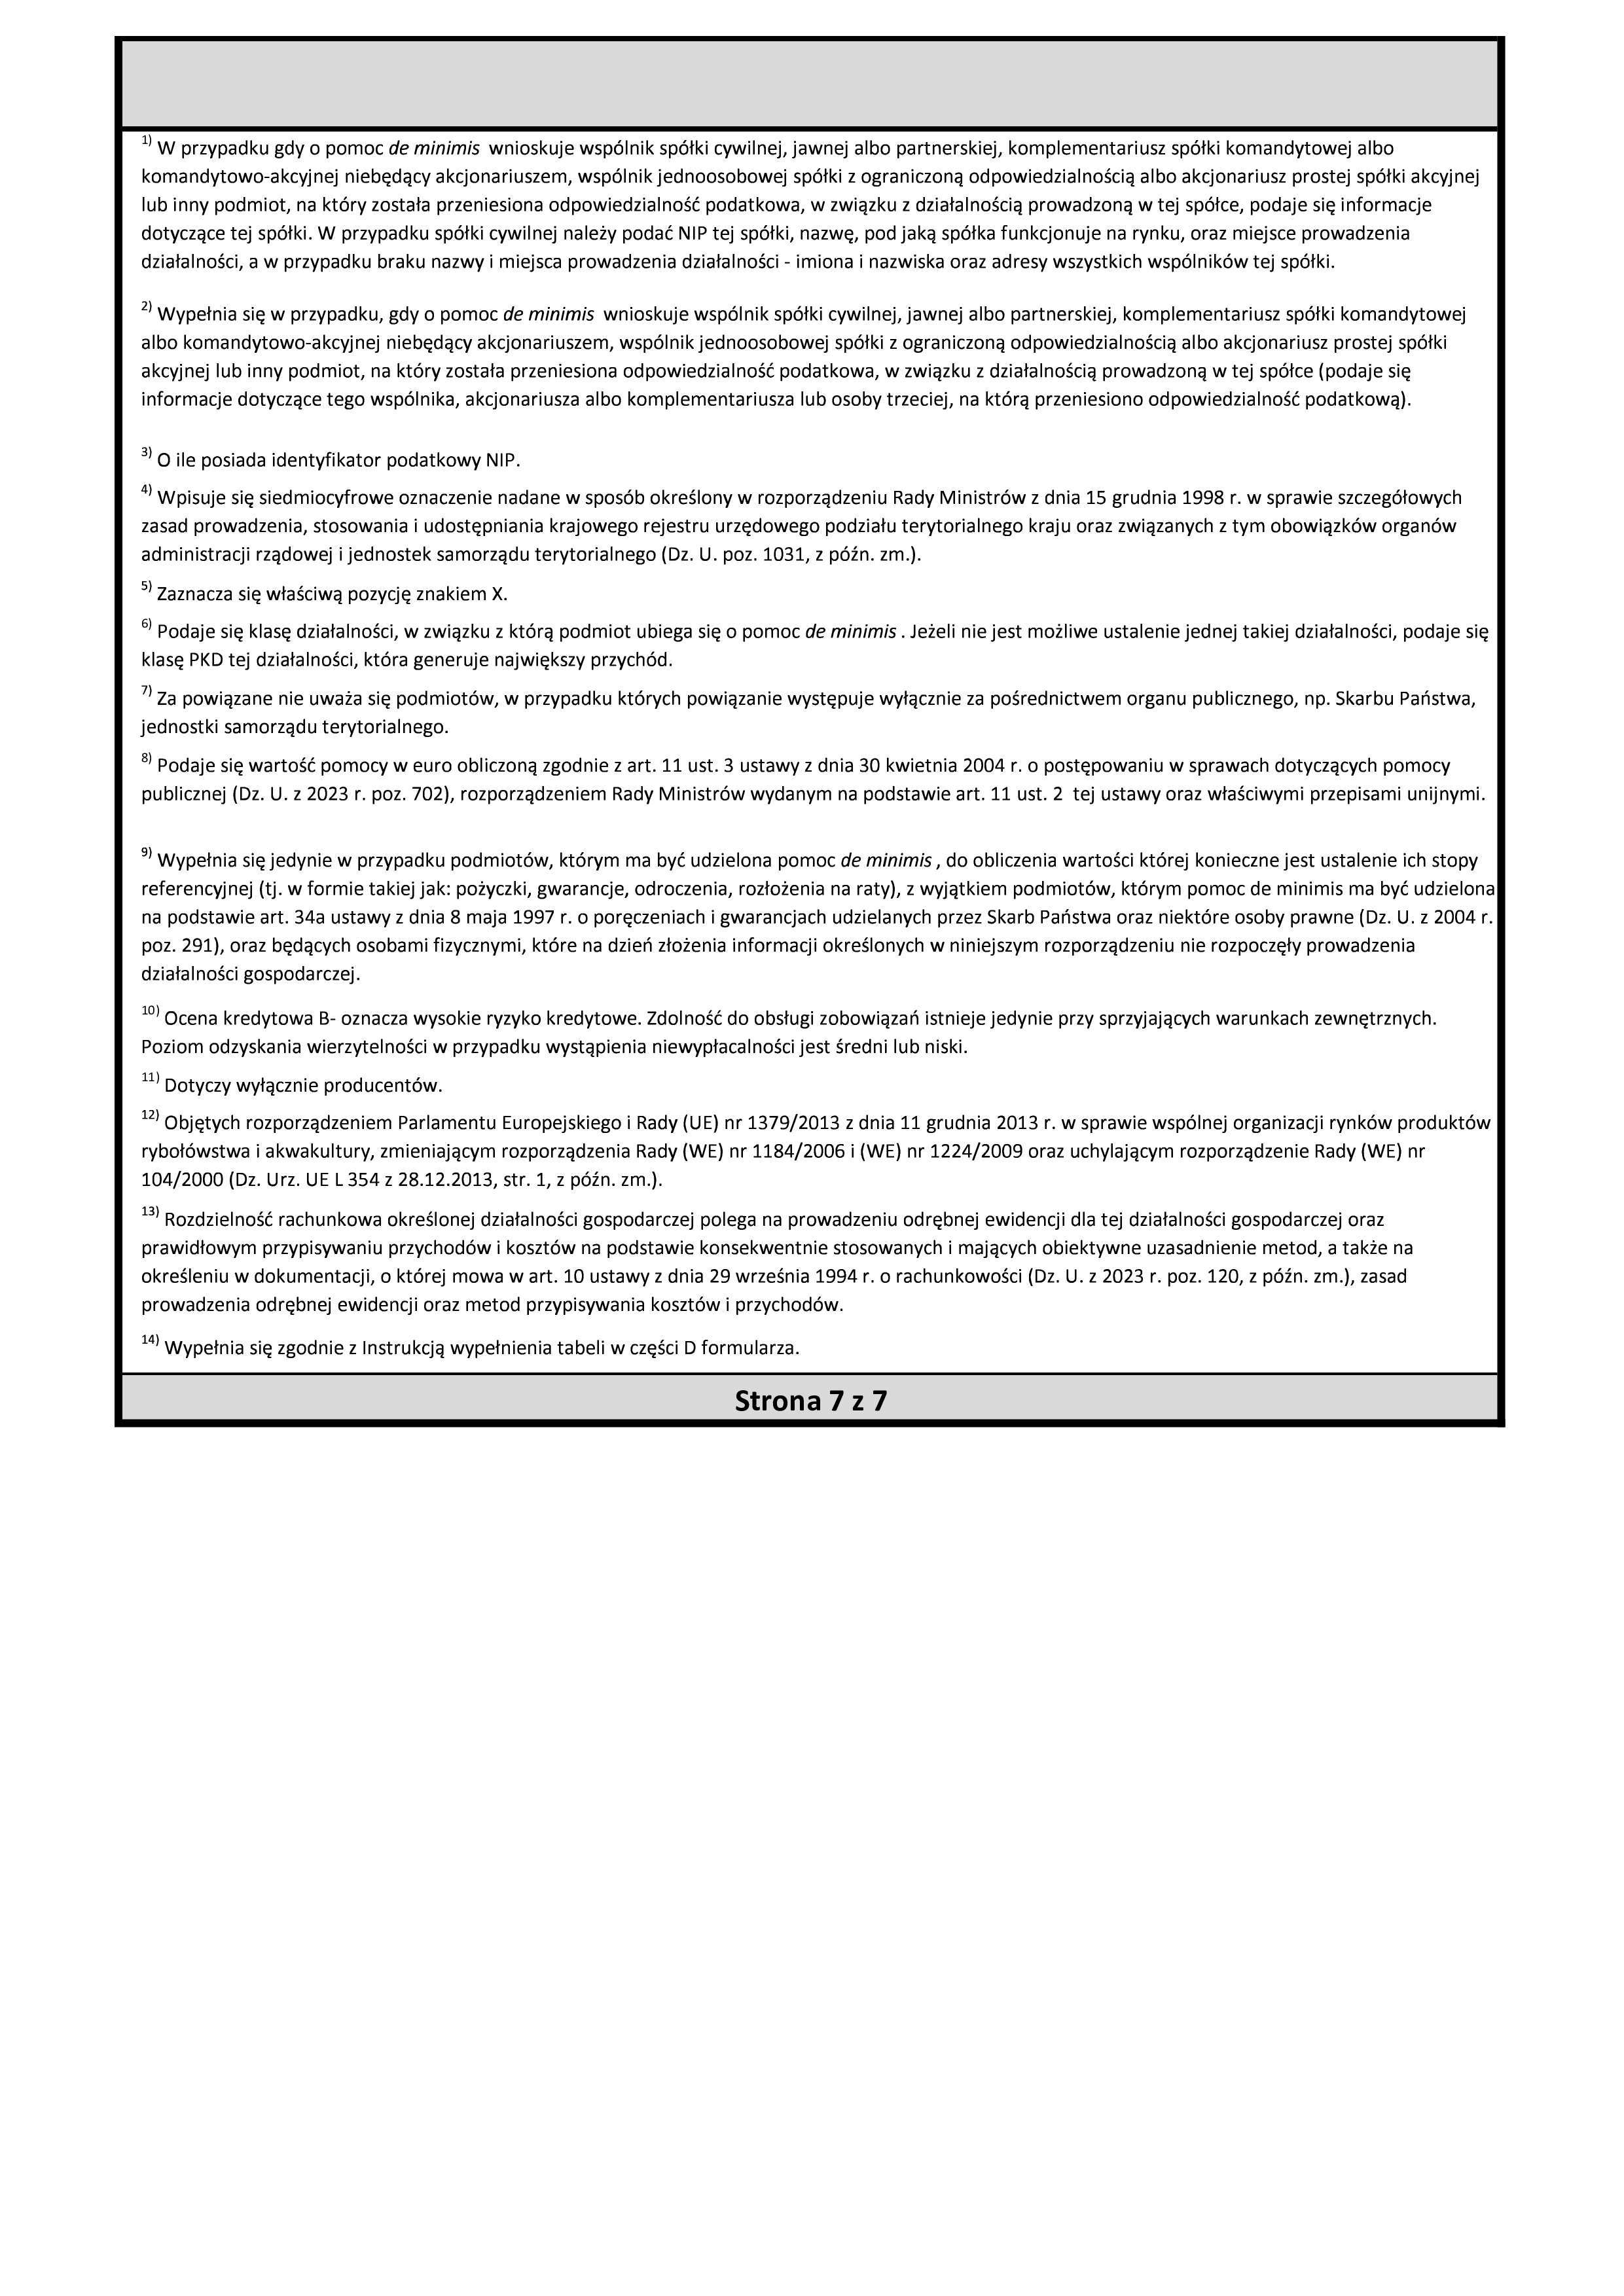 1) W przypadku gdy o pomoc de minimis wnioskuje wspólnik spółki cywilnej, jawnej albo partnerskiej, komplementariusz spółki komandytowej albo
komandytowo-akcyjnej niebędący akcjonariuszem, wspólnik jednoosobowej spółki z ograniczoną odpowiedzialnością albo akcjonariusz prostej spółki akcyjnej
lub inny podmiot, na który została przeniesiona odpowiedzialność podatkowa, w związku z działalnością prowadzoną w tej spółce, podaje się informacje
dotyczące tej spółki. W przypadku spółki cywilnej należy podać NIP tej spółki, nazwę, pod jaką spółka funkcjonuje na rynku, oraz miejsce prowadzenia
działalności, a w przypadku braku nazwy i miejsca prowadzenia działalności - imiona i nazwiska oraz adresy wszystkich wspólników tej spółki.
2) Wypełnia się w przypadku, gdy o pomoc de minimis wnioskuje wspólnik spółki cywilnej, jawnej albo partnerskiej, komplementariusz spółki komandytowej
albo komandytowo-akcyjnej niebędący akcjonariuszem, wspólnik jednoosobowej spółki z ograniczoną odpowiedzialnością albo akcjonariusz prostej spółki
akcyjnej lub inny podmiot, na który została przeniesiona odpowiedzialność podatkowa, w związku z działalnością prowadzoną w tej spółce (podaje się
informacje dotyczące tego wspólnika, akcjonariusza albo komplementariusza lub osoby trzeciej, na którą przeniesiono odpowiedzialność podatkową).
3) O ile posiada identyfikator podatkowy NIP.
4) Wpisuje się siedmiocyfrowe oznaczenie nadane w sposób określony w rozporządzeniu Rady Ministrów z dnia 15 grudnia 1998 r. w sprawie szczegółowych
zasad prowadzenia, stosowania i udostępniania krajowego rejestru urzędowego podziału terytorialnego kraju oraz związanych z tym obowiązków organów
administracji rządowej i jednostek samorządu terytorialnego (Dz. U. poz. 1031, z późn. zm.).
5) Zaznacza się właściwą pozycję znakiem X.
6) Podaje się klasę działalności, w związku z którą podmiot ubiega się o pomoc de minimis . Jeżeli nie jest możliwe ustalenie jednej takiej działalności, podaje się
klasę PKD tej działalności, która generuje największy przychód.
7) Za powiązane nie uważa się podmiotów, w przypadku których powiązanie występuje wyłącznie za pośrednictwem organu publicznego, np. Skarbu Państwa,
jednostki samorządu terytorialnego.
8) Podaje się wartość pomocy w euro obliczoną zgodnie z art. 11 ust. 3 ustawy z dnia 30 kwietnia 2004 r. o postępowaniu w sprawach dotyczących pomocy
publicznej (Dz. U. z 2023 r. poz. 702), rozporządzeniem Rady Ministrów wydanym na podstawie art. 11 ust. 2 tej ustawy oraz właściwymi przepisami unijnymi.
9) Wypełnia się jedynie w przypadku podmiotów, którym ma być udzielona pomoc de minimis , do obliczenia wartości której konieczne jest ustalenie ich stopy
referencyjnej (tj. w formie takiej jak: pożyczki, gwarancje, odroczenia, rozłożenia na raty), z wyjątkiem podmiotów, którym pomoc de minimis ma być udzielona
na podstawie art. 34a ustawy z dnia 8 maja 1997 r. o poręczeniach i gwarancjach udzielanych przez Skarb Państwa oraz niektóre osoby prawne (Dz. U. z 2004 r.
poz. 291), oraz będących osobami fizycznymi, które na dzień złożenia informacji określonych w niniejszym rozporządzeniu nie rozpoczęły prowadzenia
działalności gospodarczej.
10) Ocena kredytowa B- oznacza wysokie ryzyko kredytowe. Zdolność do obsługi zobowiązań istnieje jedynie przy sprzyjających warunkach zewnętrznych.
Poziom odzyskania wierzytelności w przypadku wystąpienia niewypłacalności jest średni lub niski.
11) Dotyczy wyłącznie producentów.
12) Objętych rozporządzeniem Parlamentu Europejskiego i Rady (UE) nr 1379/2013 z dnia 11 grudnia 2013 r. w sprawie wspólnej organizacji rynków produktów
rybołówstwa i akwakultury, zmieniającym rozporządzenia Rady (WE) nr 1184/2006 i (WE) nr 1224/2009 oraz uchylającym rozporządzenie Rady (WE) nr
104/2000 (Dz. Urz. UE L 354 z 28.12.2013, str. 1, z późn. zm.).
13) Rozdzielność rachunkowa określonej działalności gospodarczej polega na prowadzeniu odrębnej ewidencji dla tej działalności gospodarczej oraz
prawidłowym przypisywaniu przychodów i kosztów na podstawie konsekwentnie stosowanych i mających obiektywne uzasadnienie metod, a także na
określeniu w dokumentacji, o której mowa w art. 10 ustawy z dnia 29 września 1994 r. o rachunkowości (Dz. U. z 2023 r. poz. 120, z późn. zm.), zasad
prowadzenia odrębnej ewidencji oraz metod przypisywania kosztów i przychodów.
14) Wypełnia się zgodnie z Instrukcją wypełnienia tabeli w części D formularza.
Strona 7 z 7